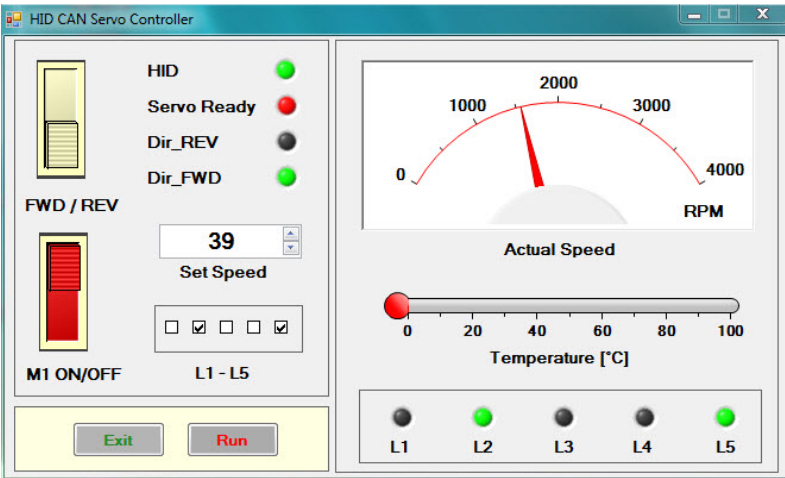 HID CAN Servo Controller
HID
Servo Ready
Dir_REV
Dir_FWD
FWD / REV
39
Set Speed
M1 ON/OFF
L1 - L5
Exit
Run
0
1000
2000
3000
4000
RPM
Actual Speed
0 20 40 60 80 100
Temperature [°C]
L1 L2 L3 L4 L5